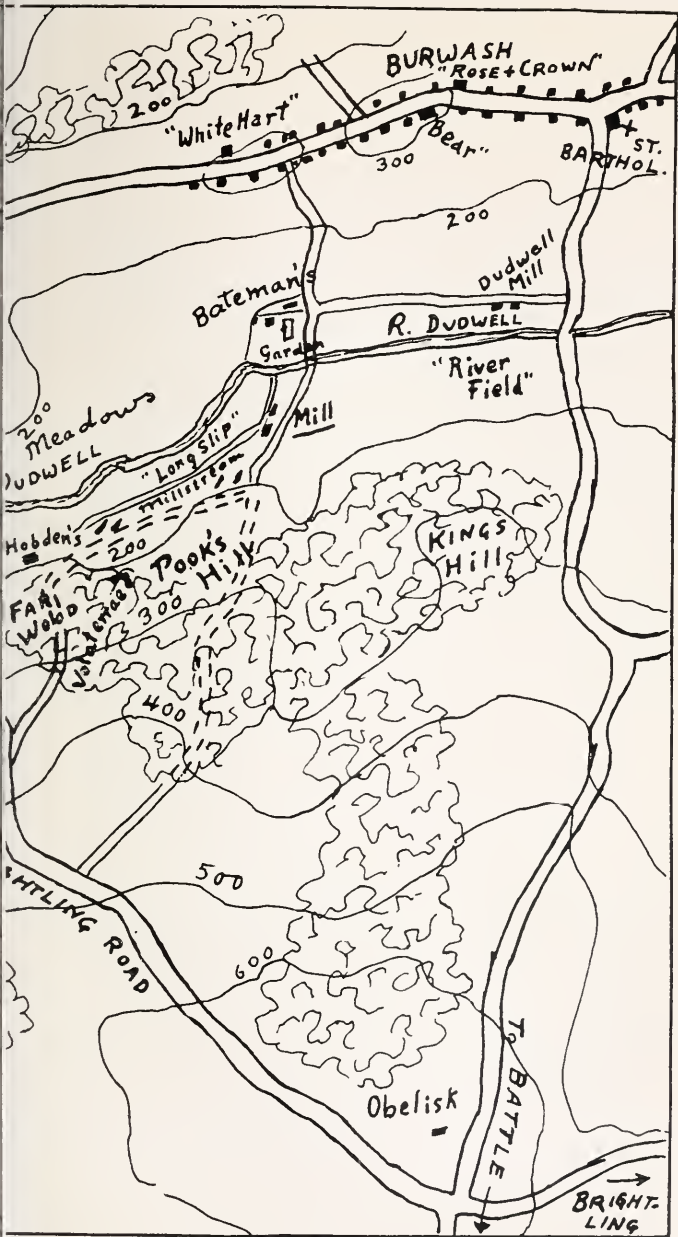 BURWASH
"ROSE + CROWN"
200
"White Hart"
"Bear"
300
ST.
BARTHOL.
200
Bateman's
Dudwell
Mill
R. DUDWELL
Garden
"River
Field"
200
Meadows
DUDWELL
"Long Slip"
Mill
Millstream
Hobden's
200
Pook's
Hill
KINGS
Hill
FAR
WOOD
300
400
500
HTLING ROAD
600
Obelisk
To BATTLE
BRIGHT-
LING